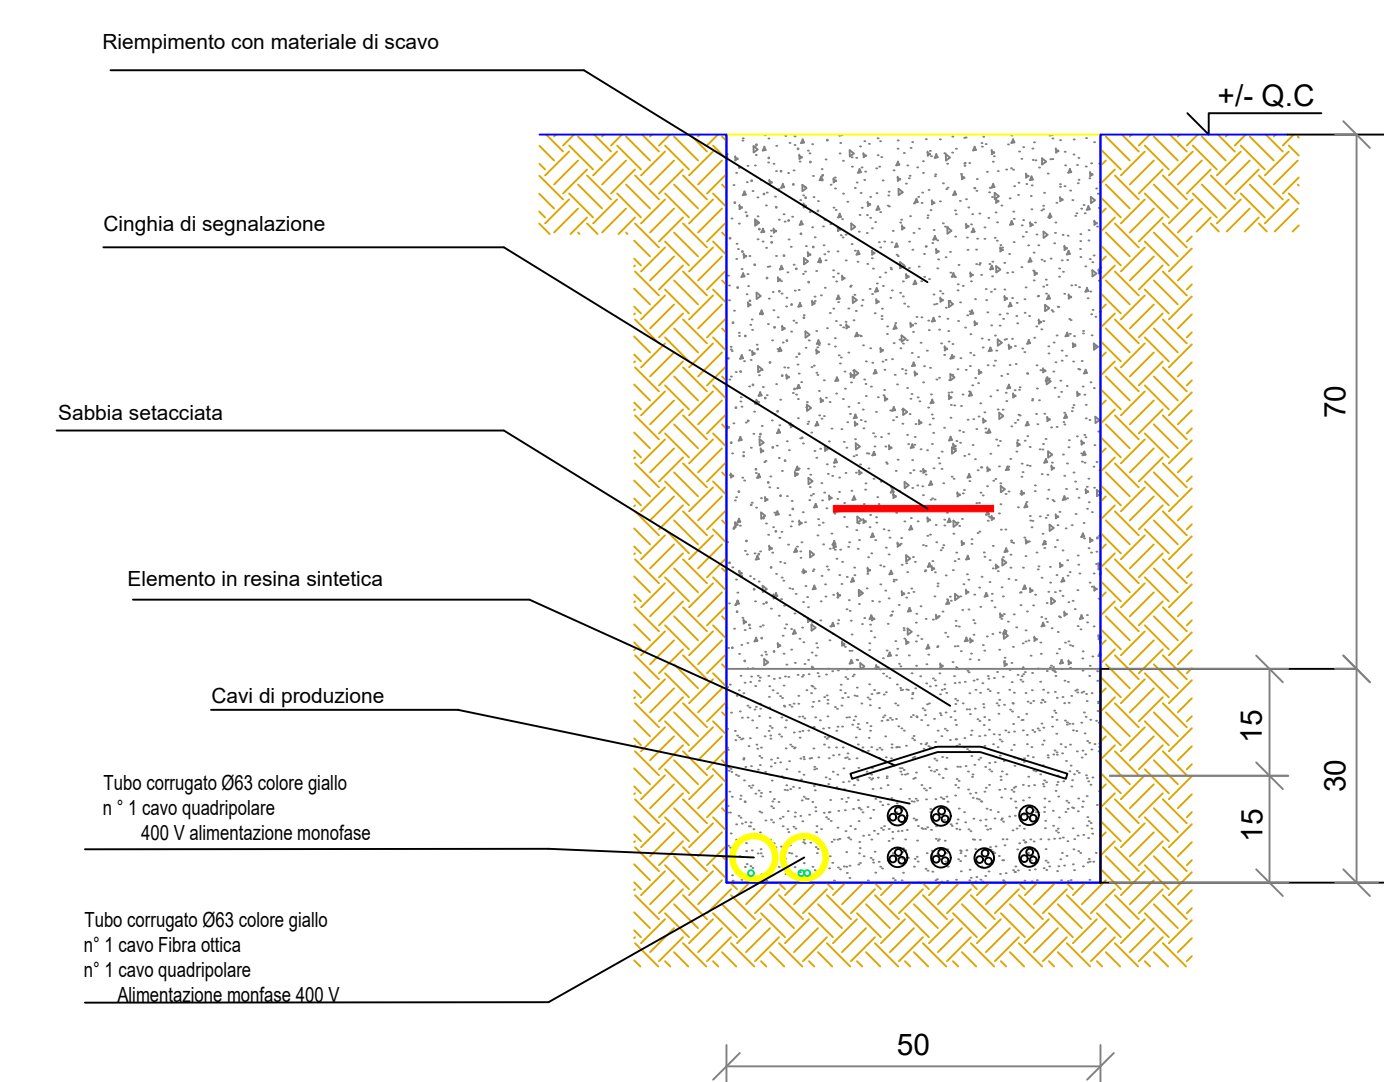 Riempimento con materiale di scavo
+/- Q.C
Cinghia di segnalazione
70
Sabbia setacciata
Elemento in resina sintetica
Cavi di produzione
15
30
15
Tubo corrugato Ø63 colore giallo
n ° 1 cavo quadripolare
400 V alimentazione monofase
Tubo corrugato Ø63 colore giallo
n° 1 cavo Fibra ottica
n° 1 cavo quadripolare
Alimentazione monfase 400 V
50